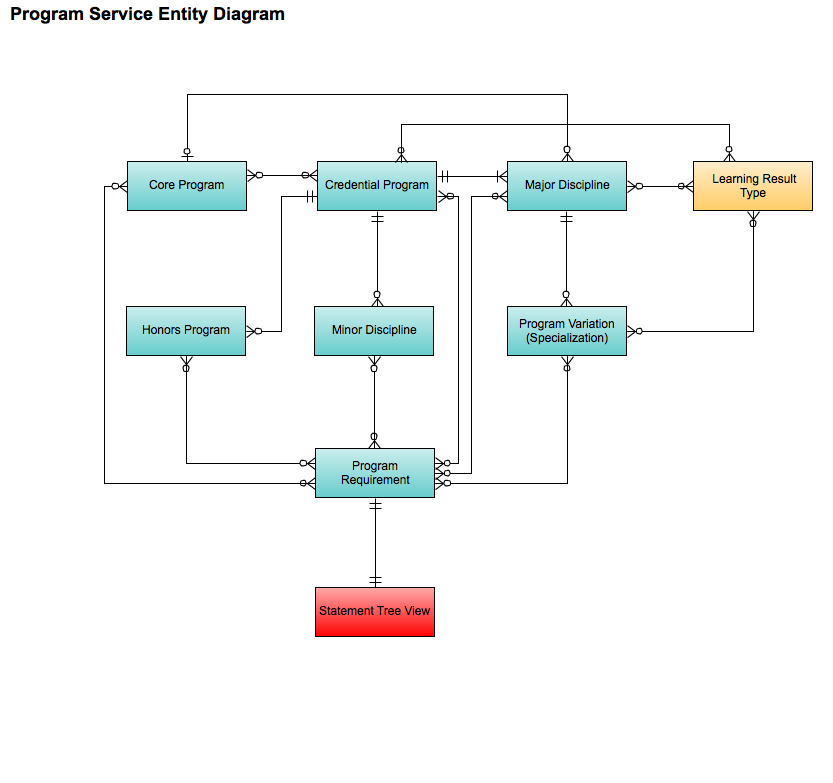 Program Service Entity Diagram
Core Program
Credential Program
Major Discipline
Learning Result
Type
Honors Program
Minor Discipline
Program Variation
(Specialization)
Program
Requirement
Statement Tree View